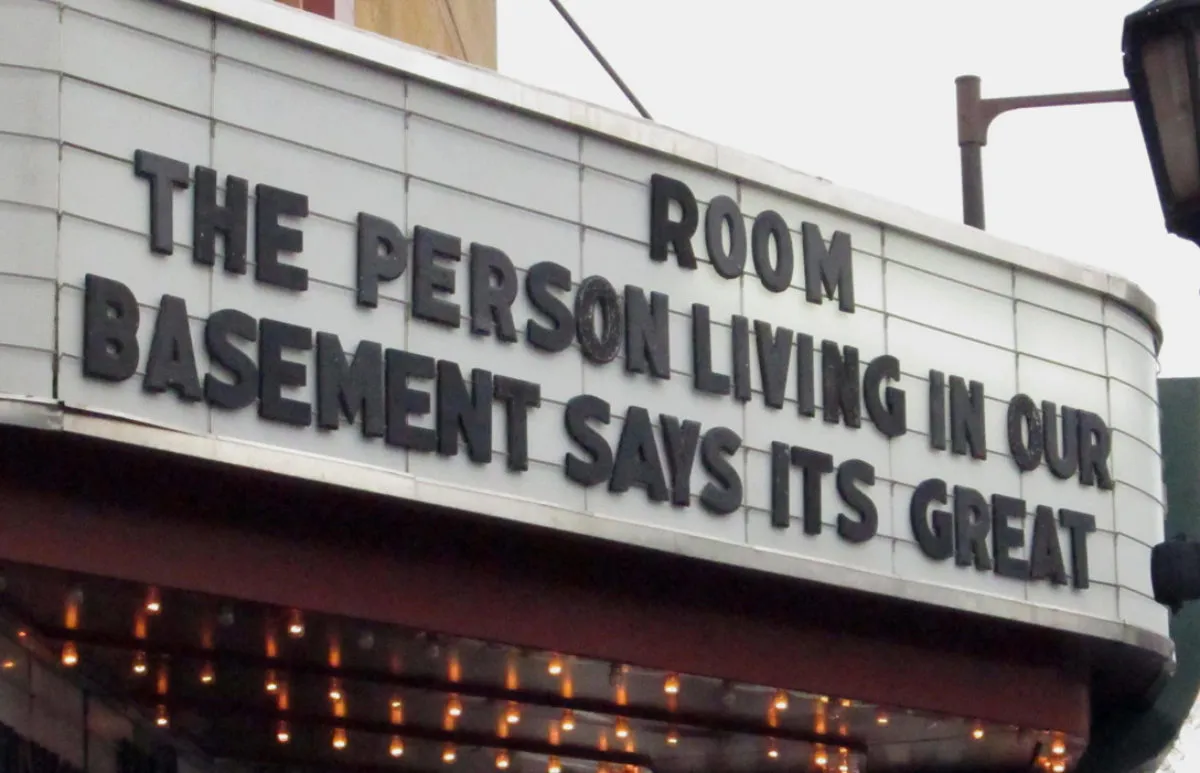 ROOM
THE PERSON LIVING IN OUR
BASEMENT SAYS ITS GREAT